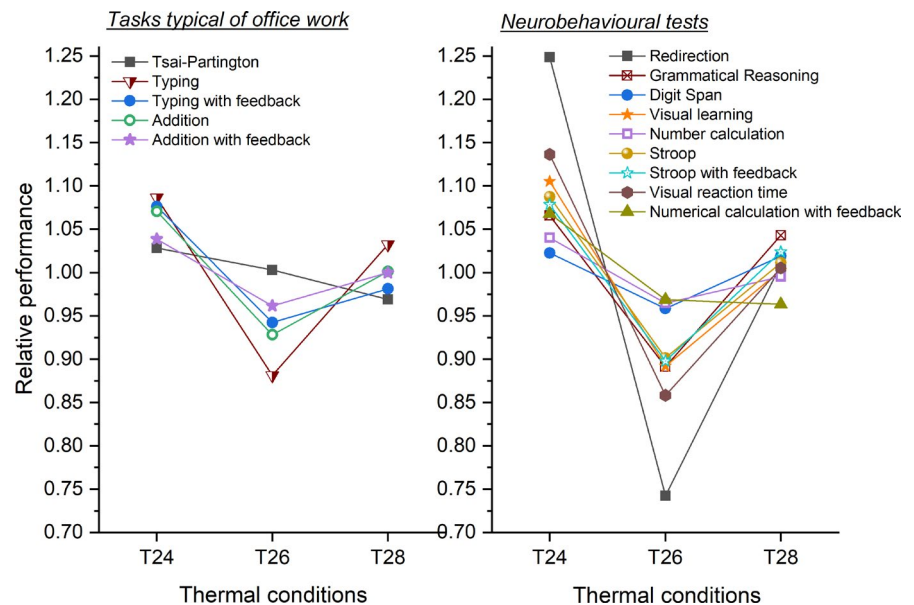 Tasks typical of office work
Relative performance
1.25
1.20
1.15
1.10
1.05
1.00
0.95
0.90
0.85
0.80
0.75
0.70
Tsai-Partington
Typing
Typing with feedback
Addition
Addition with feedback
T24 T26 T28
Thermal conditions
Neurobehavioural tests
1.25
1.20
1.15
1.10
1.05
1.00
0.95
0.90
0.85
0.80
0.75
0.70
Redirection
Grammatical Reasoning
Digit Span
Visual learning
Number calculation
Stroop
Stroop with feedback
Visual reaction time
Numerical calculation with feedback
T24 T26 T28
Thermal conditions